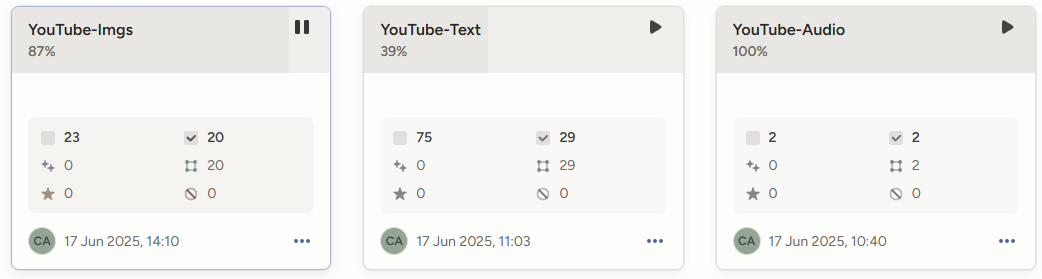 YouTube-Imgs
87%
23 20
0 20
0 0
CA 17 Jun 2025, 14:10
YouTube-Text
39%
75 29
0 29
0 0
CA 17 Jun 2025, 11:03
YouTube-Audio
100%
2 2
0 2
0 0
CA 17 Jun 2025, 10:40